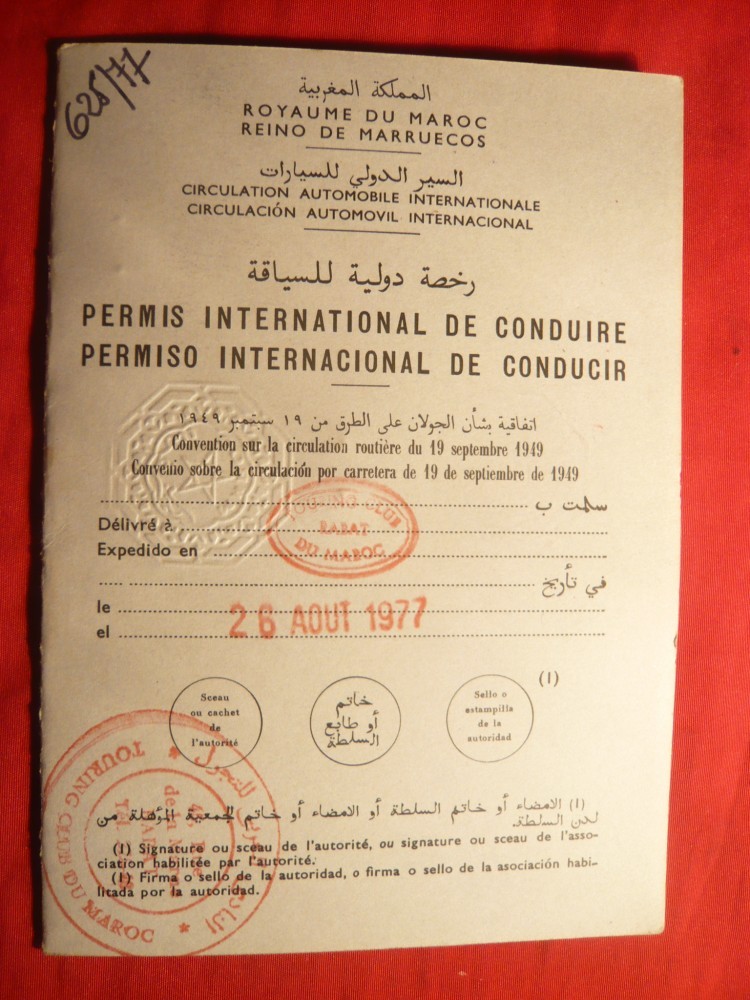 625/77
المملكة المغربية
ROYAUME DU MAROC
REINO DE MARRUECOS
السير الدولي للسيارات
CIRCULATION AUTOMOBILE INTERNATIONALE
CIRCULACIÓN AUTOMOVIL INTERNACIONAL
رخصة دولية للسياقة
PERMIS INTERNATIONAL DE CONDUIRE
PERMISO INTERNACIONAL DE CONDUCIR
اتفاقية بشأن الجولان على الطرق من ١٩ سبتمبر ١٩٤٩
Convention sur la circulation routière du 19 septembre 1949
Convenio sobre la circulación por carretera de 19 de septiembre de 1949
سلمت ب
Délivré à
Expedido en
TOURING CLUB
RABAT
DU MAROC
في تأريخ
le
el
26 AOUT 1977
Sceau
ou cachet
de
l'autorité
خاتم
أو طابع
السلطة
Sello o
estampilla
de la
autoridad
(1)
(1) الامضاء أو خاتم السلطة أو الامضاء أو خاتم الجمعية المؤهلة من
لدن السلطة.
(1) Signature ou sceau de l'autorité, ou signature ou sceau de l'asso-
ciation habilitée par l'autorité.
(1) Firma o sello de la autoridad, o firma o sello de la asociación habi-
litada por la autoridad.
TOURING CLUB DU MAROC